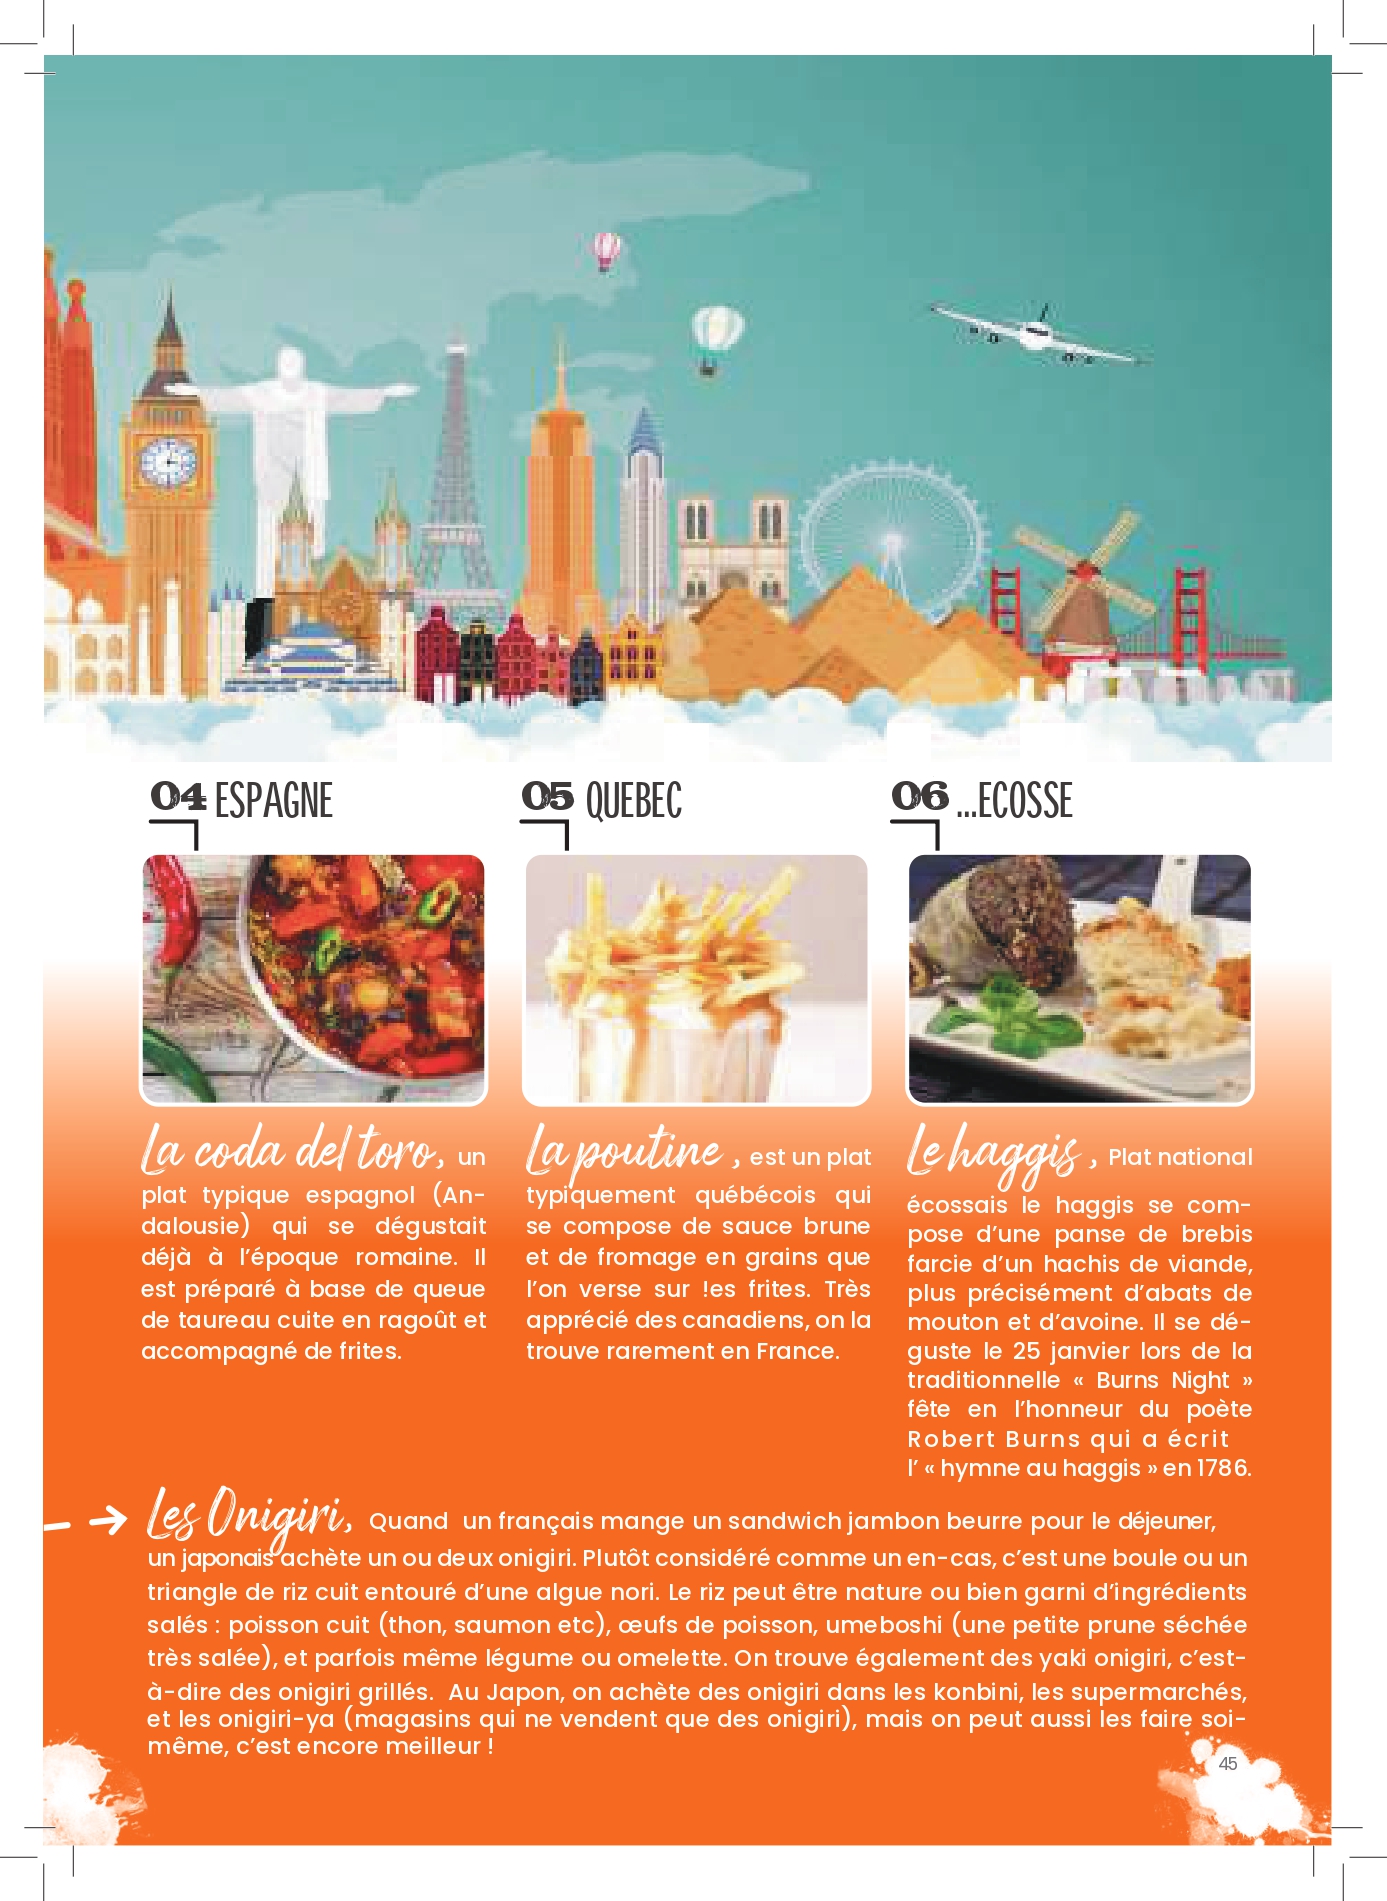 04 ESPAGNE
La coda del toro, un
plat typique espagnol (An-
dalousie) qui se dégustait
déjà à l’époque romaine. Il
est préparé à base de queue
de taureau cuite en ragoût et
accompagné de frites.
05 QUEBEC
La poutine , est un plat
typiquement québécois qui
se compose de sauce brune
et de fromage en grains que
l’on verse sur !es frites. Très
apprécié des canadiens, on la
trouve rarement en France.
06 ...ECOSSE
Le haggis , Plat national
écossais le haggis se com-
pose d’une panse de brebis
farcie d’un hachis de viande,
plus précisément d’abats de
mouton et d’avoine. Il se dé-
guste le 25 janvier lors de la
traditionnelle « Burns Night »
fête en l’honneur du poète
Robert Burns qui a écrit
l’ « hymne au haggis » en 1786.
Les Onigiri, Quand un français mange un sandwich jambon beurre pour le déjeuner,
un japonais achète un ou deux onigiri. Plutôt considéré comme un en-cas, c’est une boule ou un
triangle de riz cuit entouré d’une algue nori. Le riz peut être nature ou bien garni d’ingrédients
salés : poisson cuit (thon, saumon etc), œufs de poisson, umeboshi (une petite prune séchée
très salée), et parfois même légume ou omelette. On trouve également des yaki onigiri, c’est-
à-dire des onigiri grillés. Au Japon, on achète des onigiri dans les konbini, les supermarchés,
et les onigiri-ya (magasins qui ne vendent que des onigiri), mais on peut aussi les faire soi-
même, c’est encore meilleur !
45